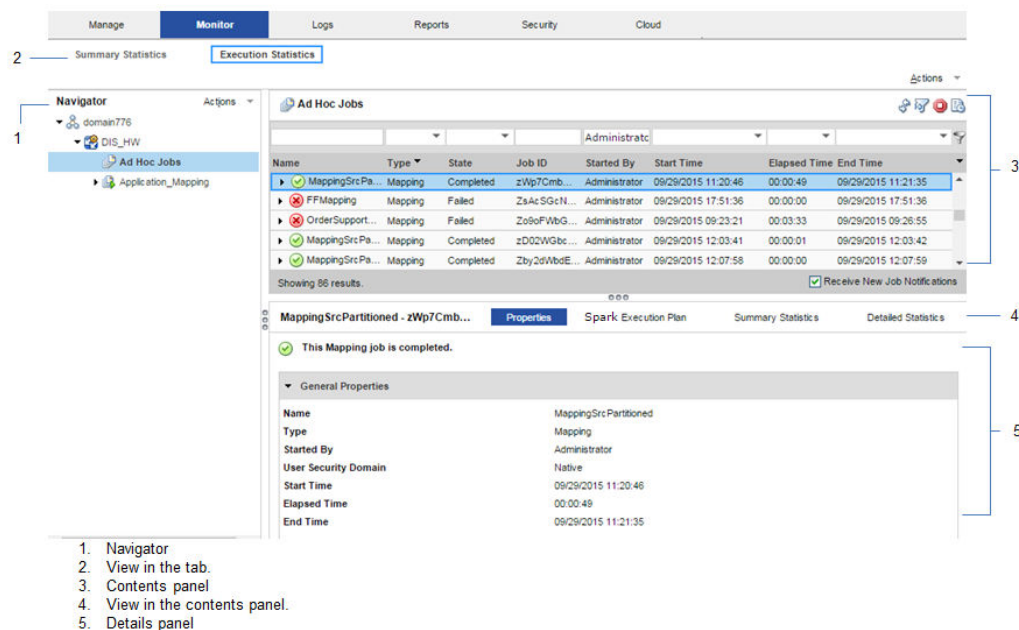 Manage Monitor Logs Reports Security Cloud
2 Summary Statistics Execution Statistics
Actions
Navigator Actions
1
domain776
DIS_HW
Ad Hoc Jobs
Application_Mapping
Ad Hoc Jobs
Administratc
3
Name Type State Job ID Started By Start Time Elapsed Time End Time
MappingSrcPa... Mapping Completed zWp7Cmb... Administrator 09/29/2015 11:20:46 00:00:49 09/29/2015 11:21:35
FFMapping Mapping Failed ZsAcSGcN... Administrator 09/29/2015 17:51:36 00:00:00 09/29/2015 17:51:36
OrderSupport... Mapping Failed Zo9oFWbG... Administrator 09/29/2015 09:23:21 00:03:33 09/29/2015 09:26:55
MappingSrcPa... Mapping Completed zD02WGbc... Administrator 09/29/2015 12:03:41 00:00:01 09/29/2015 12:03:42
MappingSrcPa... Mapping Completed Zby2dWbdE... Administrator 09/29/2015 12:07:58 00:00:00 09/29/2015 12:07:59
Showing 86 results. Receive New Job Notifications
MappingSrcPartitioned - zWp7Cmb... Properties Spark Execution Plan Summary Statistics Detailed Statistics 4
This Mapping job is completed.
General Properties
Name MappingSrcPartitioned
Type Mapping
5
Started By Administrator
User Security Domain Native
Start Time 09/29/2015 11:20:46
Elapsed Time 00:00:49
End Time 09/29/2015 11:21:35
1. Navigator
2. View in the tab.
3. Contents panel
4. View in the contents panel.
5. Details panel